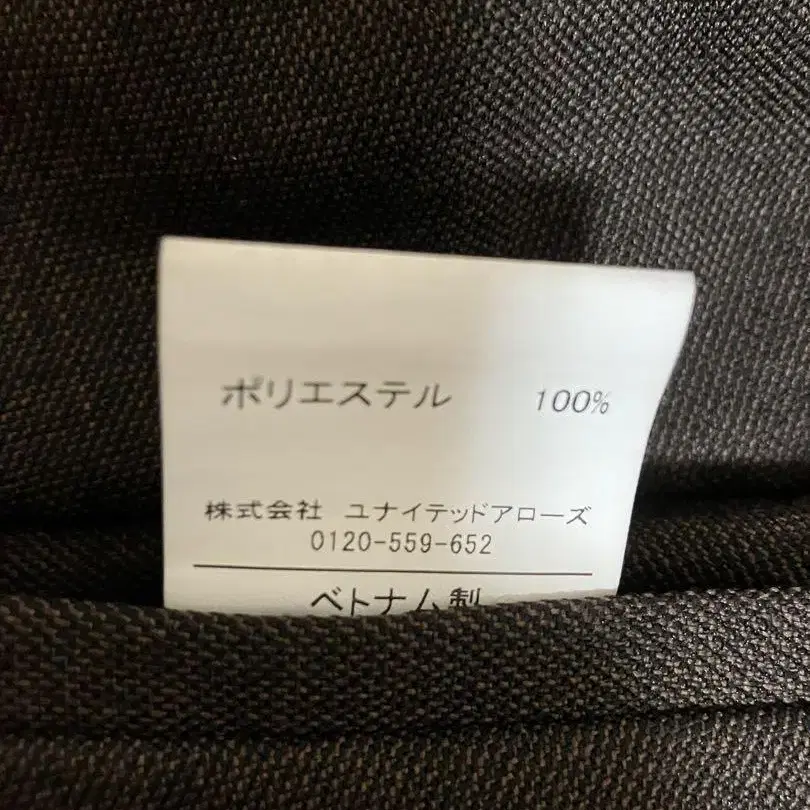 ポリエステル 100%
株式会社 ユナイテッドアローズ
0120-559-652
ベトナム製